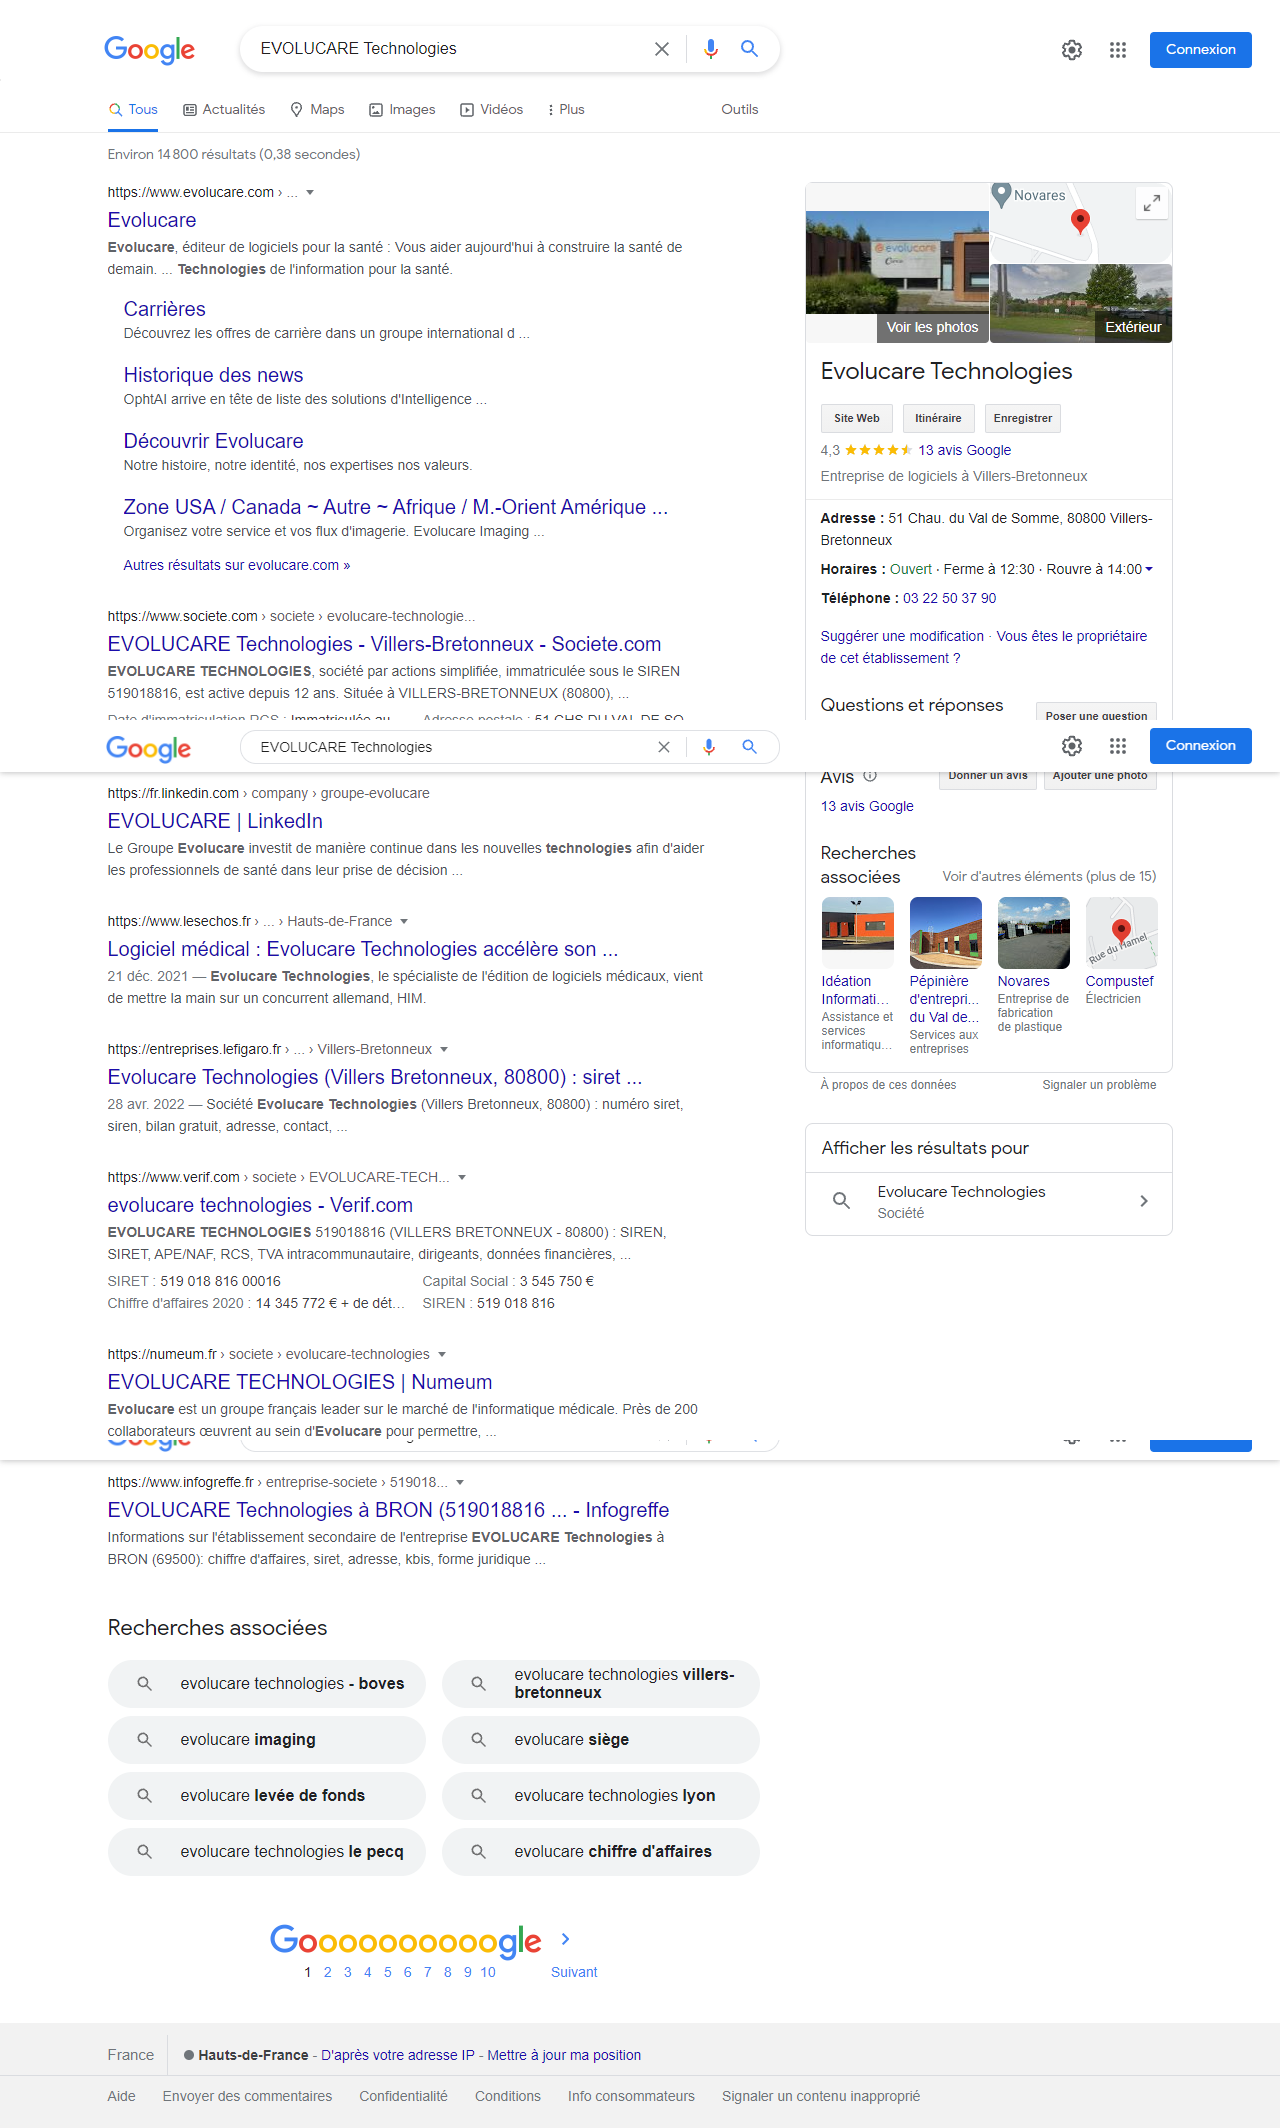 Google
EVOLUCARE Technologies
Connexion
Tous
Actualités
Maps
Images
Vidéos
Plus
Outils
Environ 14 800 résultats (0,38 secondes)
https://www.evolucare.com › ...
Evolucare
Evolucare, éditeur de logiciels pour la santé : Vous aider aujourd'hui à construire la santé de
demain. ... Technologies de l'information pour la santé.
Carrières
Découvrez les offres de carrière dans un groupe international d ...
Historique des news
OphtAI arrive en tête de liste des solutions d'Intelligence ...
Découvrir Evolucare
Notre histoire, notre identité, nos expertises nos valeurs.
Zone USA / Canada ~ Autre ~ Afrique / M.-Orient Amérique ...
Organisez votre service et vos flux d'imagerie. Evolucare Imaging ...
Autres résultats sur evolucare.com »
https://www.societe.com › societe › evolucare-technologie...
EVOLUCARE Technologies - Villers-Bretonneux - Societe.com
EVOLUCARE TECHNOLOGIES, société par actions simplifiée, immatriculée sous le SIREN
519018816, est active depuis 12 ans. Située à VILLERS-BRETONNEUX (80800), ...
Date d'immatriculation RCS : Immatriculée au ...
Adresse postale : 51 CHS DU VAL DE SO...
Novares
evolucare
Voir les photos
Extérieur
Evolucare Technologies
Site Web
Itinéraire
Enregistrer
4,3
13 avis Google
Entreprise de logiciels à Villers-Bretonneux
Adresse : 51 Chau. du Val de Somme, 80800 Villers-
Bretonneux
Horaires : Ouvert · Ferme à 12:30 · Rouvre à 14:00
Téléphone : 03 22 50 37 90
Suggérer une modification · Vous êtes le propriétaire
de cet établissement ?
Questions et réponses
Poser une question
Google
EVOLUCARE Technologies
Connexion
Avis
Donner un avis
Ajouter une photo
13 avis Google
https://fr.linkedin.com › company › groupe-evolucare
EVOLUCARE | LinkedIn
Le Groupe Evolucare investit de manière continue dans les nouvelles technologies afin d'aider
les professionnels de santé dans leur prise de décision ...
https://www.lesechos.fr › ... › Hauts-de-France
Logiciel médical : Evolucare Technologies accélère son ...
21 déc. 2021 — Evolucare Technologies, le spécialiste de l'édition de logiciels médicaux, vient
de mettre la main sur un concurrent allemand, HIM.
https://entreprises.lefigaro.fr › ... › Villers-Bretonneux
Evolucare Technologies (Villers Bretonneux, 80800) : siret ...
28 avr. 2022 — Société Evolucare Technologies (Villers Bretonneux, 80800) : numéro siret,
siren, bilan gratuit, adresse, contact, ...
https://www.verif.com › societe › EVOLUCARE-TECH...
evolucare technologies - Verif.com
EVOLUCARE TECHNOLOGIES 519018816 (VILLERS BRETONNEUX - 80800) : SIREN,
SIRET, APE/NAF, RCS, TVA intracommunautaire, dirigeants, données financières, ...
SIRET : 519 018 816 00016
Capital Social : 3 545 750 €
Chiffre d'affaires 2020 : 14 345 772 € + de dét...
SIREN : 519 018 816
https://numeum.fr › societe › evolucare-technologies
EVOLUCARE TECHNOLOGIES | Numeum
Evolucare est un groupe français leader sur le marché de l'informatique médicale. Près de 200
collaborateurs œuvrent au sein d'Evolucare pour permettre, ...
Recherches
associées
Voir d'autres éléments (plus de 15)
Rue du Hamel
Idéation
Informati...
Assistance et
services
informatiqu...
Pépinière
d'entrepri...
du Val de...
Services aux
entreprises
Novares
Entreprise de
fabrication
de plastique
Compustef
Électricien
À propos de ces données
Signaler un problème
Afficher les résultats pour
Evolucare Technologies
Société
Google
https://www.infogreffe.fr › entreprise-societe › 519018...
EVOLUCARE Technologies à BRON (519018816 ... - Infogreffe
Informations sur l'établissement secondaire de l'entreprise EVOLUCARE Technologies à
BRON (69500): chiffre d'affaires, siret, adresse, kbis, forme juridique ...
Recherches associées
evolucare technologies - boves
evolucare technologies villers-
bretonneux
evolucare imaging
evolucare siège
evolucare levée de fonds
evolucare technologies lyon
evolucare technologies le pecq
evolucare chiffre d'affaires
Goooooooooogle
1 2 3 4 5 6 7 8 9 10
Suivant
France
Hauts-de-France - D'après votre adresse IP - Mettre à jour ma position
Aide
Envoyer des commentaires
Confidentialité
Conditions
Info consommateurs
Signaler un contenu inapproprié